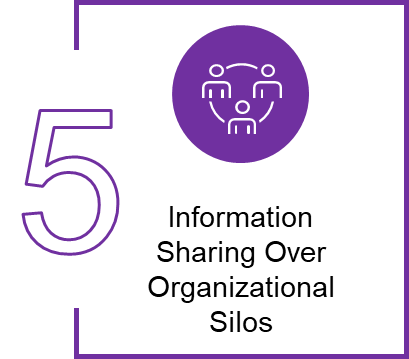 5
Information
Sharing Over
Organizational
Silos